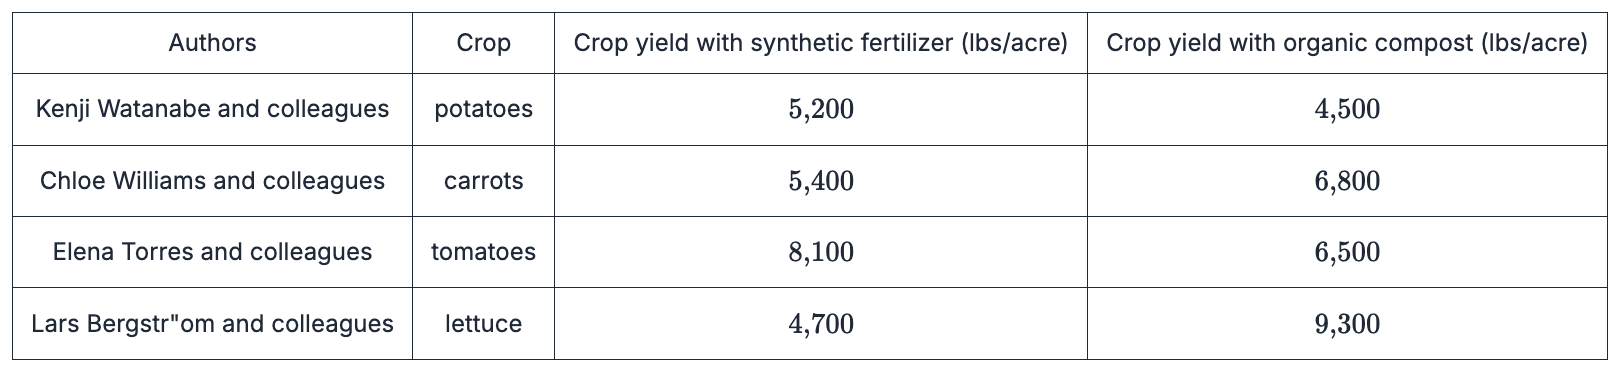 Authors Crop Crop yield with synthetic fertilizer (lbs/acre) Crop yield with organic compost (lbs/acre)
Kenji Watanabe and colleagues potatoes 5,200 4,500
Chloe Williams and colleagues carrots 5,400 6,800
Elena Torres and colleagues tomatoes 8,100 6,500
Lars Bergstr"om and colleagues lettuce 4,700 9,300